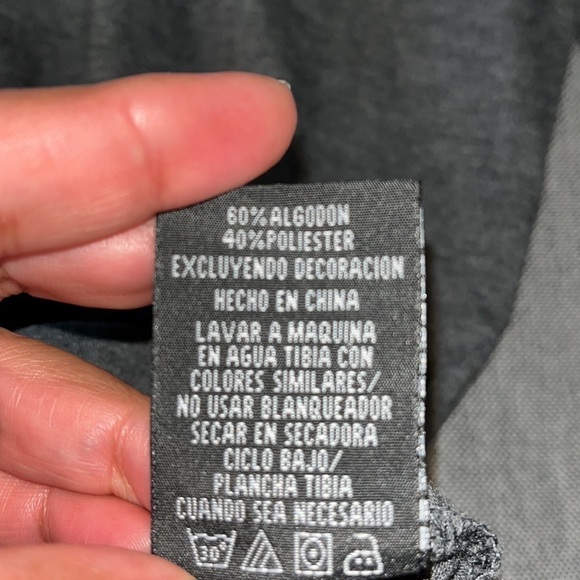 60% ALGODON
40% POLIESTER
EXCLUYENDO DECORACION
HECHO EN CHINA
LAVAR A MAQUINA
EN AGUA TIBIA CON
COLORES SIMILARES/
NO USAR BLANQUEADOR
SECAR EN SECADORA
CICLO BAJO/
PLANCHA TIBIA
CUANDO SEA NECESARIO
30°